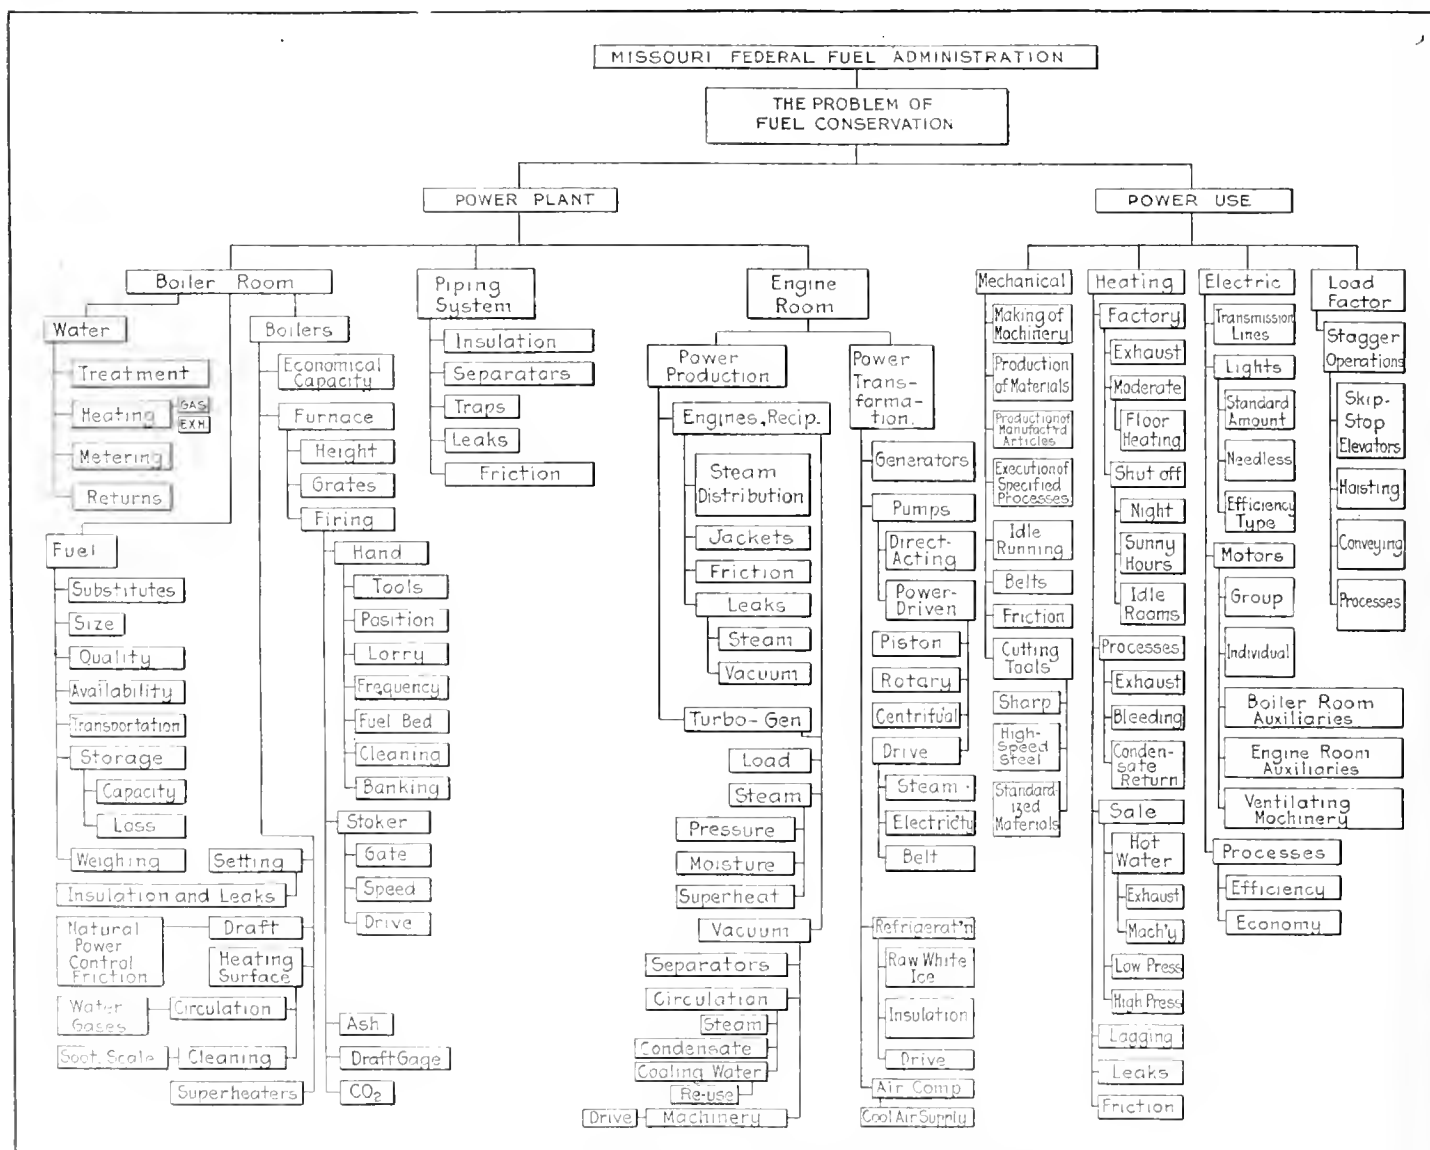 MISSOURI FEDERAL FUEL ADMINISTRATION
THE PROBLEM OF
FUEL CONSERVATION
POWER PLANT
POWER USE
Boiler Room
Water
Treatment
Heating
GAS
EXH.
Metering
Returns
Fuel
Substitutes
Size
Quality
Availability
Transportation
Storage
Capacity
Loss
Weighing
Boilers
Economical
Capacity
Furnace
Height
Grates
Firing
Hand
Tools
Position
Lorry
Frequency
Fuel Bed
Cleaning
Banking
Stoker
Gate
Speed
Drive
Ash
Draft Gage
CO2
Setting
Insulation and Leaks
Draft
Natural
Power
Control
Friction
Heating
Surface
Circulation
Water
Gases
Cleaning
Soot, Scale
Superheaters
Piping
System
Insulation
Separators
Traps
Leaks
Friction
Engine
Room
Power
Production
Engines, Recip.
Steam
Distribution
Jackets
Friction
Leaks
Steam
Vacuum
Turbo-Gen
Load
Steam
Pressure
Moisture
Superheat
Vacuum
Separators
Circulation
Steam
Condensate
Cooling Water
Re-use
Machinery
Drive
Power
Trans-
forma-
tion.
Generators
Pumps
Direct-
Acting
Power-
Driven
Piston
Rotary
Centrifu'al
Drive
Steam
Electric'ty
Belt
Refrigerat'n
Raw White
Ice
Insulation
Drive
Air Comp
Cool Air Supply
Mechanical
Making of
Machinery
Production
of Materials
Production of
Manufact'rd
Articles
Execution of
Specified
Processes
Idle
Running
Belts
Friction
Cutting
Tools
Sharp
High-
Speed
Steel
Standard-
ized
Materials
Heating
Factory
Exhaust
Moderate
Floor
Heating
Shut off
Night
Sunny
Hours
Idle
Rooms
Processes
Exhaust
Bleeding
Conden-
sate
Return
Sale
Hot
Water
Exhaust
Mach'y
Low Press
High Press
Lagging
Leaks
Friction
Electric
Transmission
Lines
Lights
Standard
Amount
Needless
Efficiency
Type
Motors
Group
Individual
Boiler Room
Auxiliaries
Engine Room
Auxiliaries
Ventilating
Machinery
Processes
Efficiency
Economy
Load
Factor
Stagger
Operations
Skip-
Stop
Elevators
Hoisting
Conveying
Processes